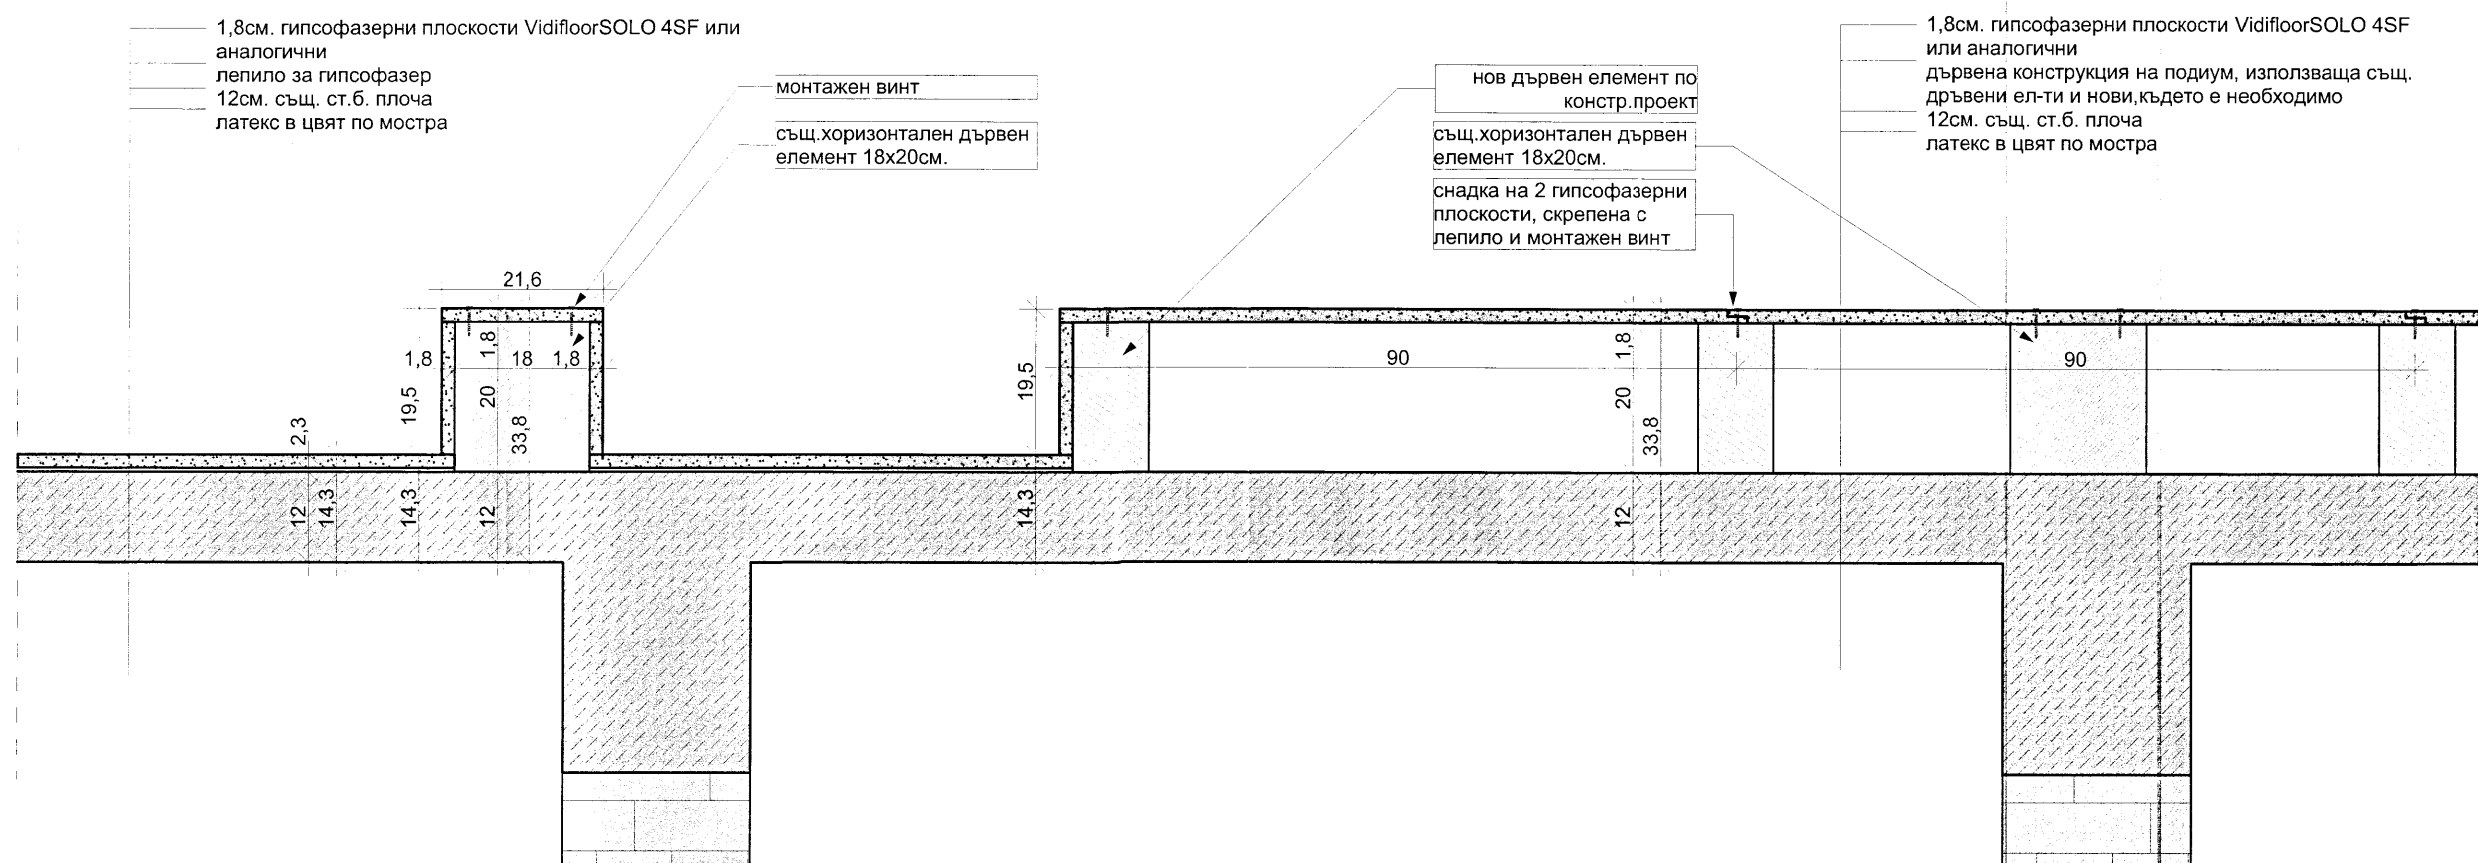 1,8см. гипсофазерни плоскости VidifloorSOLO 4SF или
аналогични
лепило за гипсофазер
12см. същ. ст.б. плоча
латекс в цвят по мостра
монтажен винт
същ.хоризонтален дървен
елемент 18х20см.
нов дървен елемент по
констр.проект
същ.хоризонтален дървен
елемент 18х20см.
снадка на 2 гипсофазерни
плоскости, скрепена с
лепило и монтажен винт
1,8см. гипсофазерни плоскости VidifloorSOLO 4SF
или аналогични
дървена конструкция на подиум, използваща същ.
дръвени ел-ти и нови,където е необходимо
12см. същ. ст.б. плоча
латекс в цвят по мостра
21,6
1,8
1,8
18
1,8
19,5
20
33,8
2,3
12
14,3
14,3
12
19,5
14,3
90
1,8
20
33,8
12
90